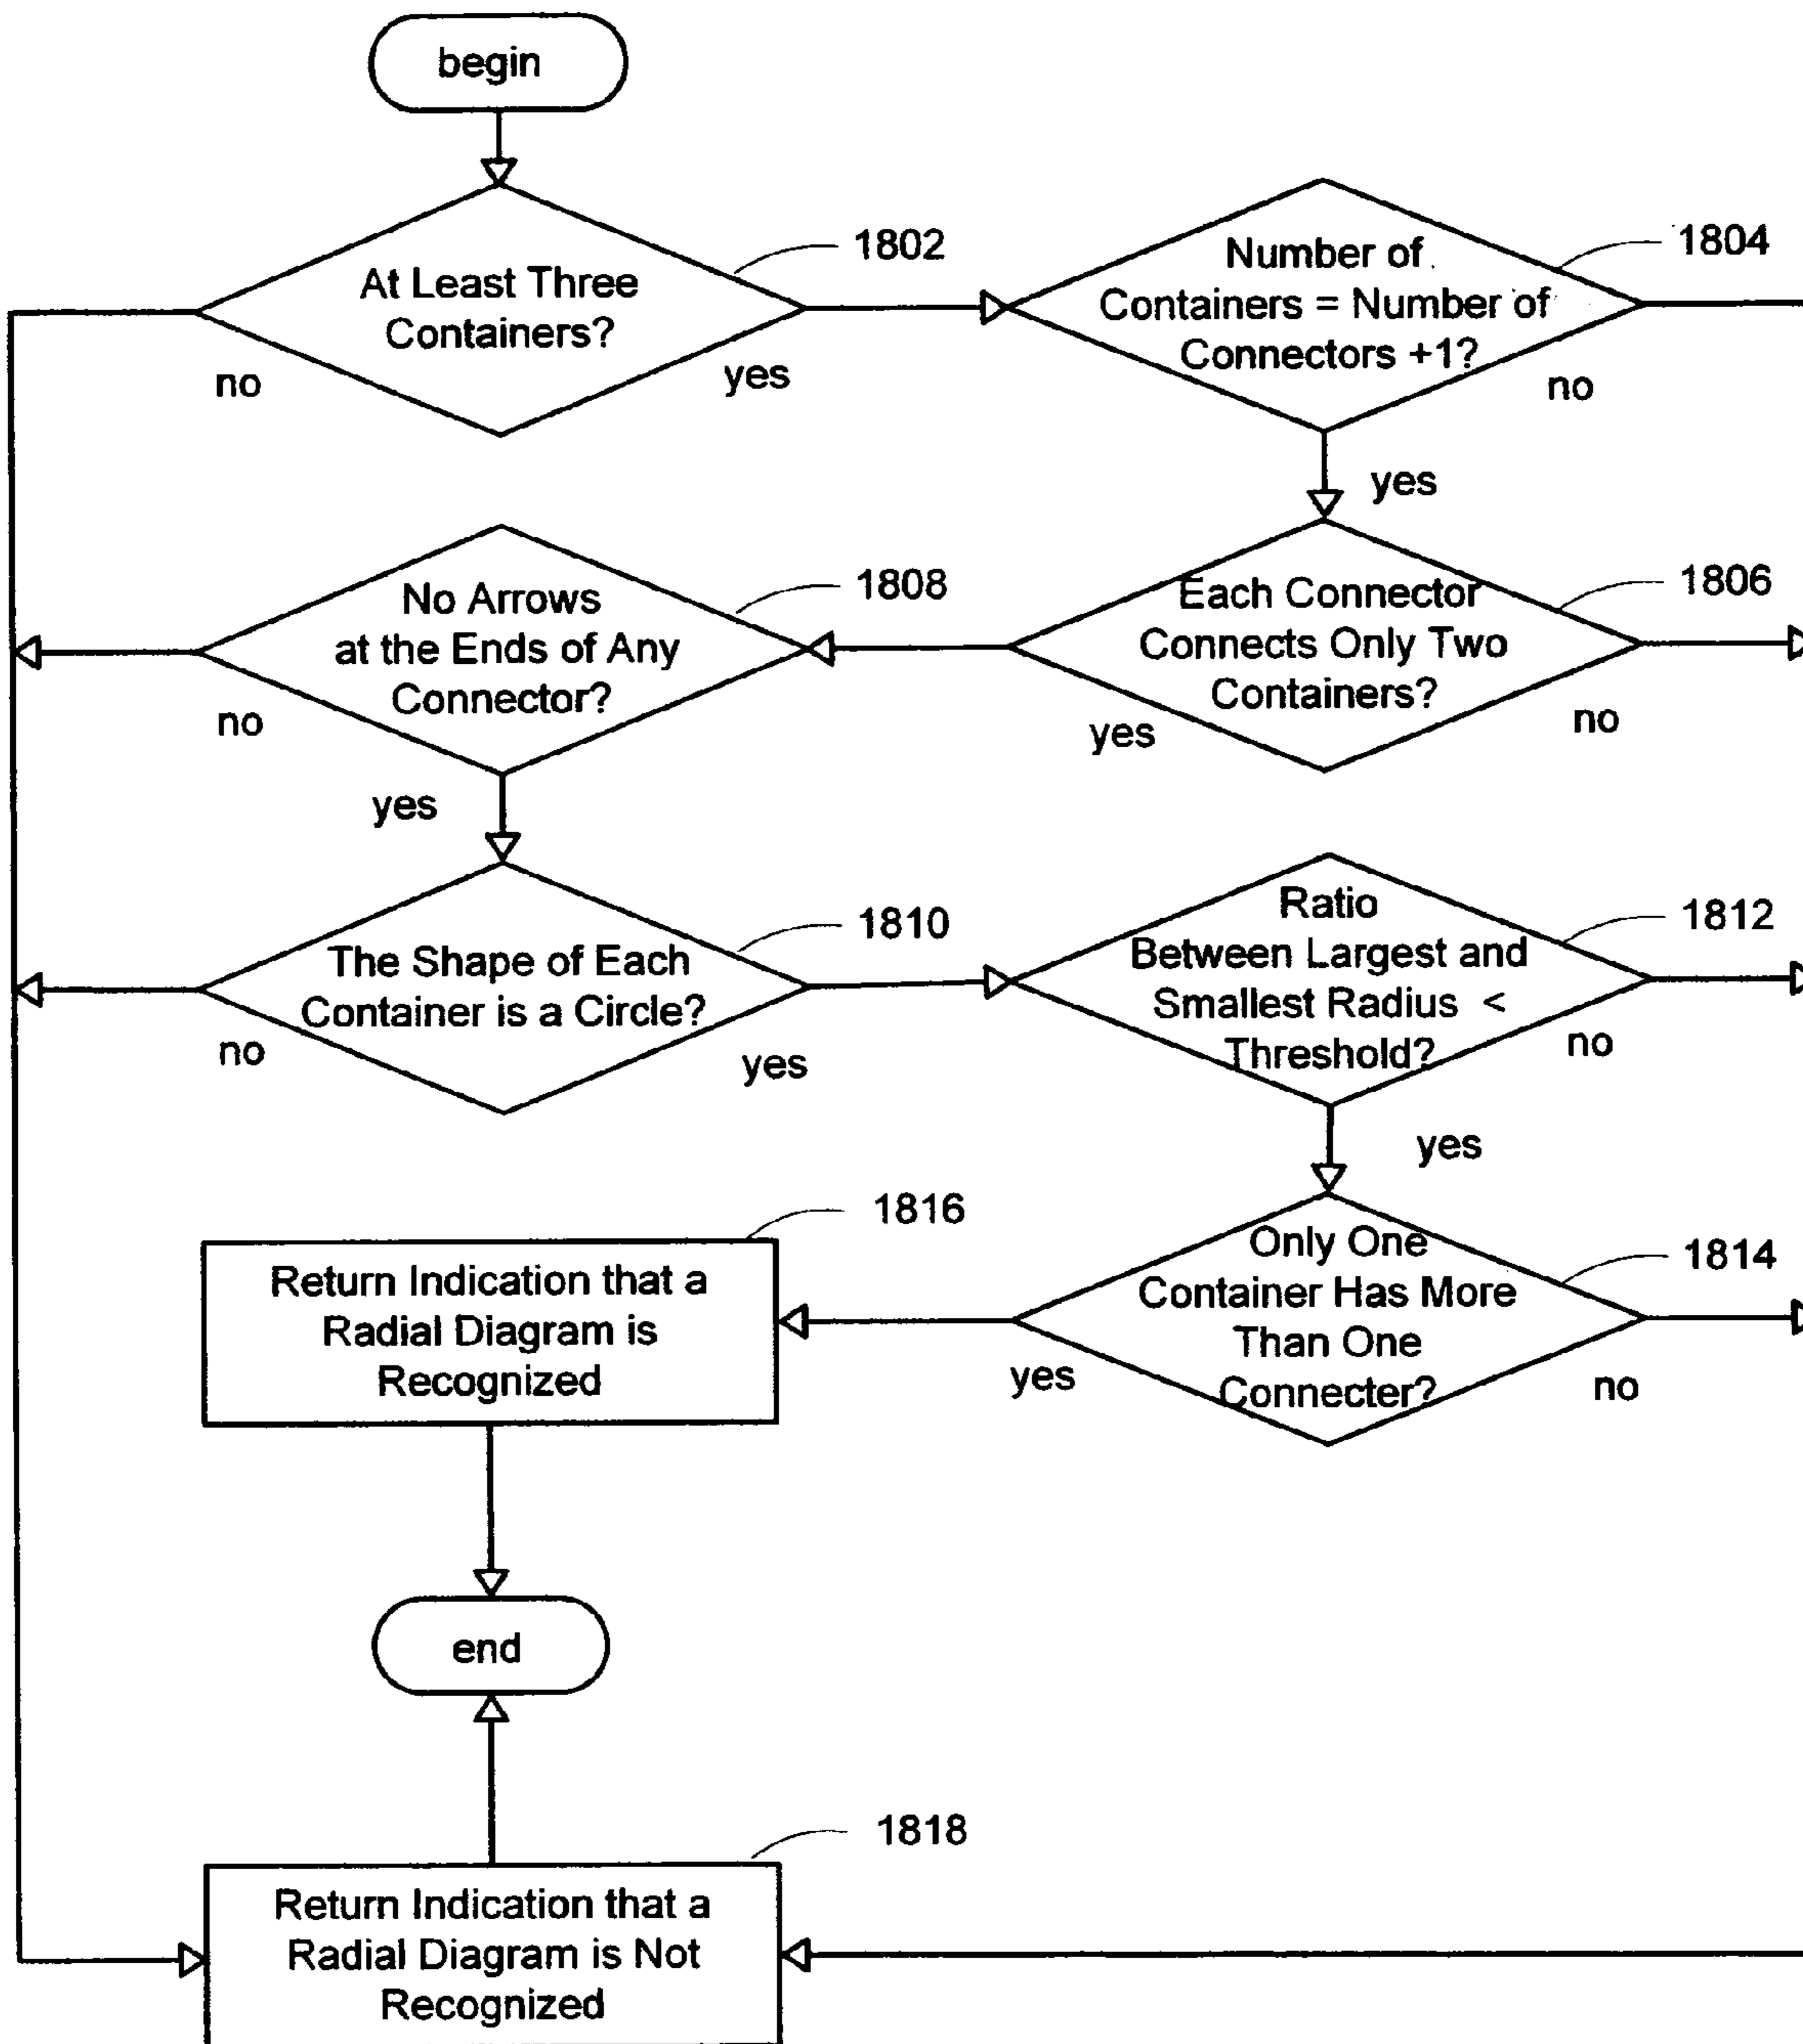 begin
1802
At Least Three
Containers?
no
yes
1804
Number of
Containers = Number of
Connectors +1?
no
yes
1806
Each Connector
Connects Only Two
Containers?
yes
no
1808
No Arrows
at the Ends of Any
Connector?
no
yes
1810
The Shape of Each
Container is a Circle?
no
yes
1812
Ratio
Between Largest and
Smallest Radius <
Threshold?
no
yes
1814
Only One
Container Has More
Than One
Connecter?
yes
no
1816
Return Indication that a
Radial Diagram is
Recognized
end
1818
Return Indication that a
Radial Diagram is Not
Recognized